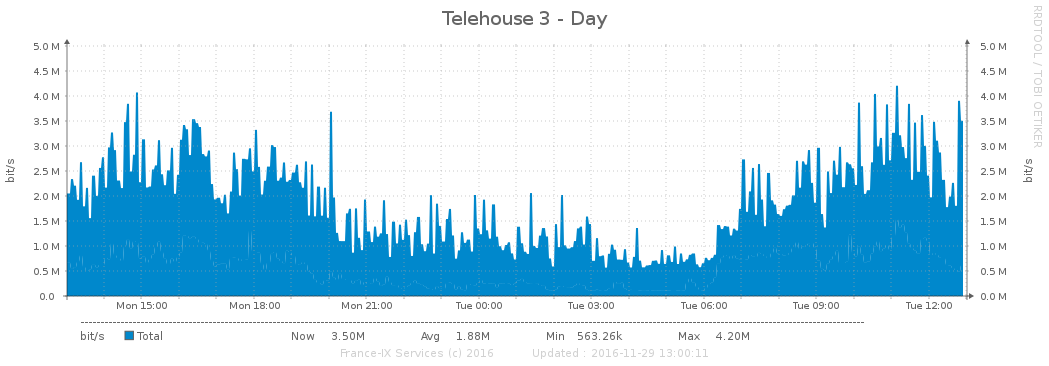 Telehouse 3 - Day
RRDTOOL / TOBI OETIKER
bit/s
bit/s
5.0 M 5.0 M
4.5 M 4.5 M
4.0 M 4.0 M
3.5 M 3.5 M
3.0 M 3.0 M
2.5 M 2.5 M
2.0 M 2.0 M
1.5 M 1.5 M
1.0 M 1.0 M
0.5 M 0.5 M
0.0 0.0 M
Mon 15:00 Mon 18:00 Mon 21:00 Tue 00:00 Tue 03:00 Tue 06:00 Tue 09:00 Tue 12:00
bit/s Total Now 3.50M Avg 1.88M Min 563.26k Max 4.20M
France-IX Services (c) 2016 Updated : 2016-11-29 13:00:11